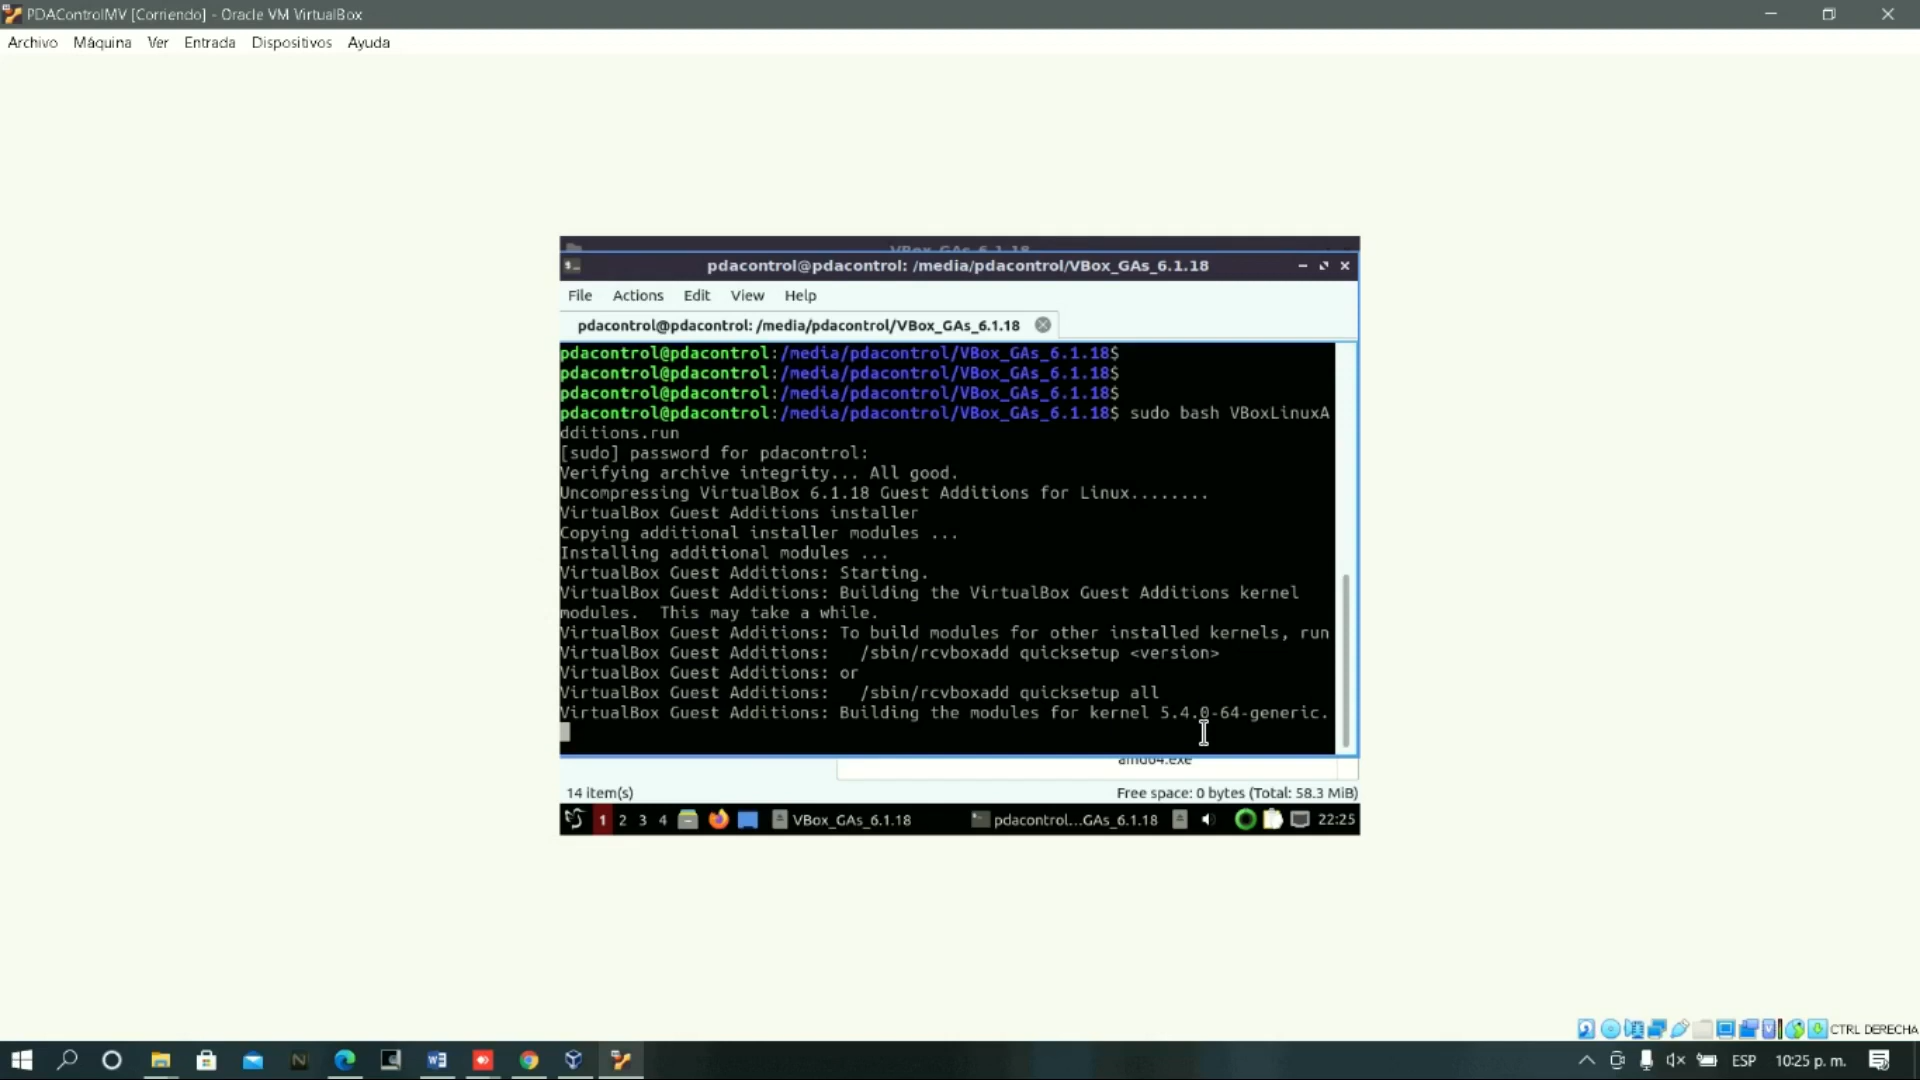 PDAControlMV [Corriendo] - Oracle VM VirtualBox
Archivo Máquina Ver Entrada Dispositivos Ayuda
VBox_GAs_6.1.18
pdacontrol@pdacontrol: /media/pdacontrol/VBox_GAs_6.1.18
File Actions Edit View Help
pdacontrol@pdacontrol: /media/pdacontrol/VBox_GAs_6.1.18
pdacontrol@pdacontrol:/media/pdacontrol/VBox_GAs_6.1.18$
pdacontrol@pdacontrol:/media/pdacontrol/VBox_GAs_6.1.18$
pdacontrol@pdacontrol:/media/pdacontrol/VBox_GAs_6.1.18$
pdacontrol@pdacontrol:/media/pdacontrol/VBox_GAs_6.1.18$ sudo bash VBoxLinuxA
dditions.run
[sudo] password for pdacontrol:
Verifying archive integrity... All good.
Uncompressing VirtualBox 6.1.18 Guest Additions for Linux........
VirtualBox Guest Additions installer
Copying additional installer modules ...
Installing additional modules ...
VirtualBox Guest Additions: Starting.
VirtualBox Guest Additions: Building the VirtualBox Guest Additions kernel
modules.  This may take a while.
VirtualBox Guest Additions: To build modules for other installed kernels, run
VirtualBox Guest Additions:   /sbin/rcvboxadd quicksetup <version>
VirtualBox Guest Additions: or
VirtualBox Guest Additions:   /sbin/rcvboxadd quicksetup all
VirtualBox Guest Additions: Building the modules for kernel 5.4.0-64-generic.
amd64.exe
14 item(s) Free space: 0 bytes (Total: 58.3 MiB)
1 2 3 4 VBox_GAs_6.1.18 pdacontrol...GAs_6.1.18 22:25
CTRL DERECHA
ESP 10:25 p. m.